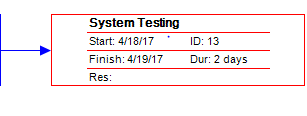 System Testing
Start: 4/18/17 ID: 13
Finish: 4/19/17 Dur: 2 days
Res: